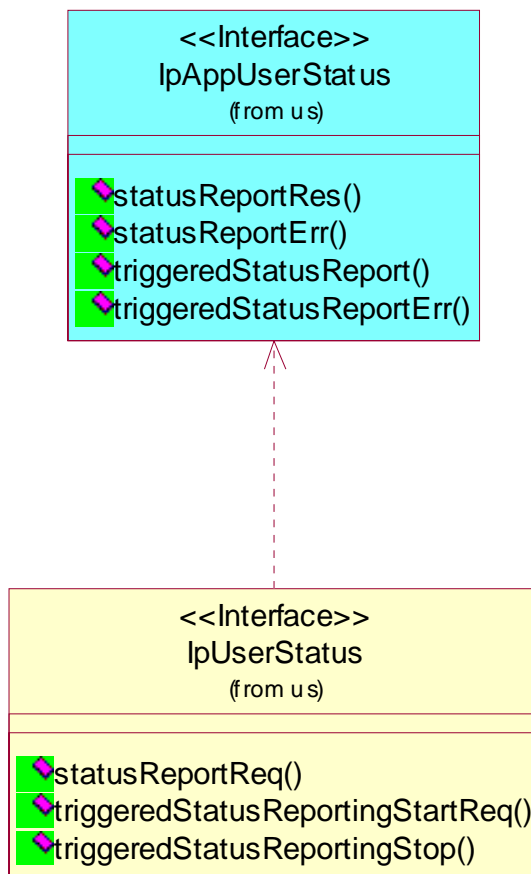 <<Interface>>
IpAppUserStatus
(from us)
statusReportRes()
statusReportErr()
triggeredStatusReport()
triggeredStatusReportErr()
<<Interface>>
IpUserStatus
(from us)
statusReportReq()
triggeredStatusReportingStartReq()
triggeredStatusReportingStop()